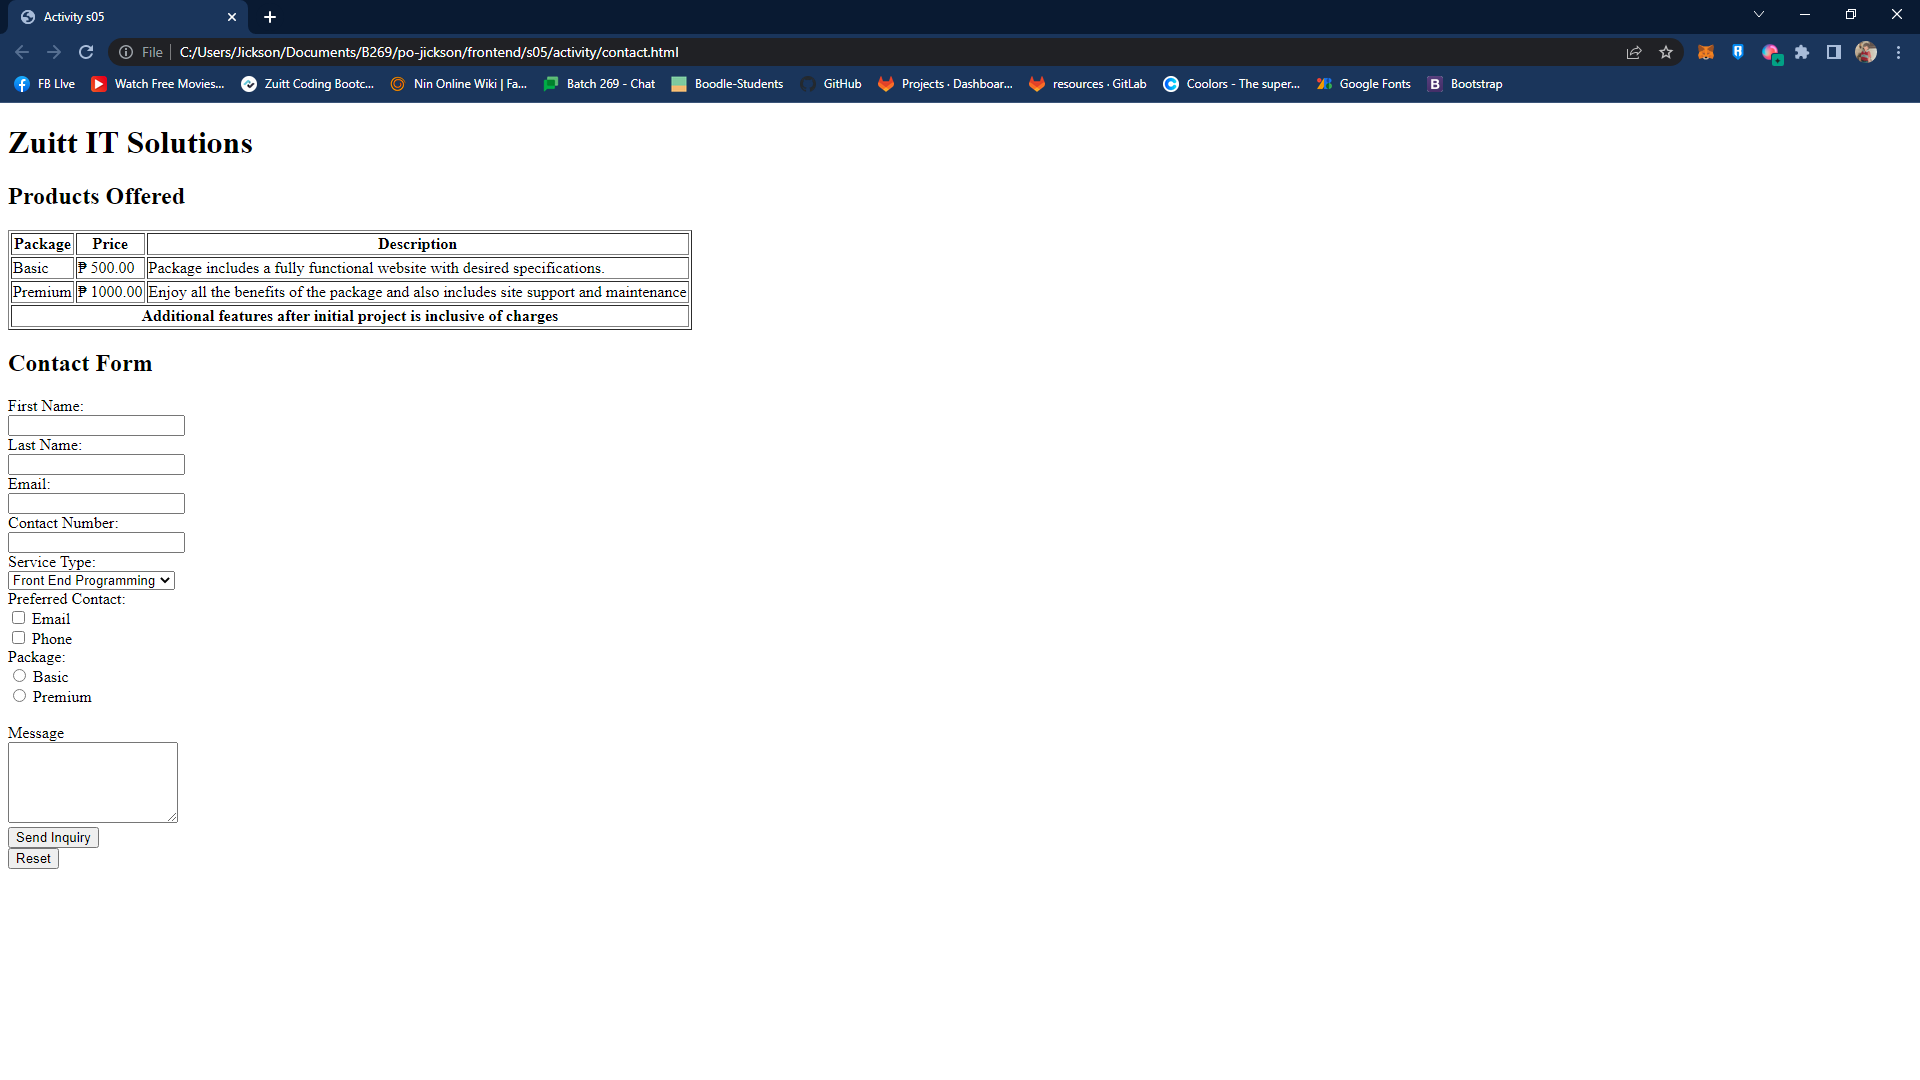 Activity s05
File C:/Users/Jickson/Documents/B269/po-jickson/frontend/s05/activity/contact.html
FB LIve Watch Free Movies... Zuitt Coding Bootc... Nin Online Wiki | Fa... Batch 269 - Chat Boodle-Students GitHub Projects · Dashboar... resources · GitLab Coolors - The super... Google Fonts Bootstrap
Zuitt IT Solutions
Products Offered
Package Price Description
Basic ₱ 500.00 Package includes a fully functional website with desired specifications.
Premium ₱ 1000.00 Enjoy all the benefits of the package and also includes site support and maintenance
Additional features after initial project is inclusive of charges
Contact Form
First Name:
Last Name:
Email:
Contact Number:
Service Type:
Front End Programming
Preferred Contact:
Email
Phone
Package:
Basic
Premium
Message
Send Inquiry
Reset